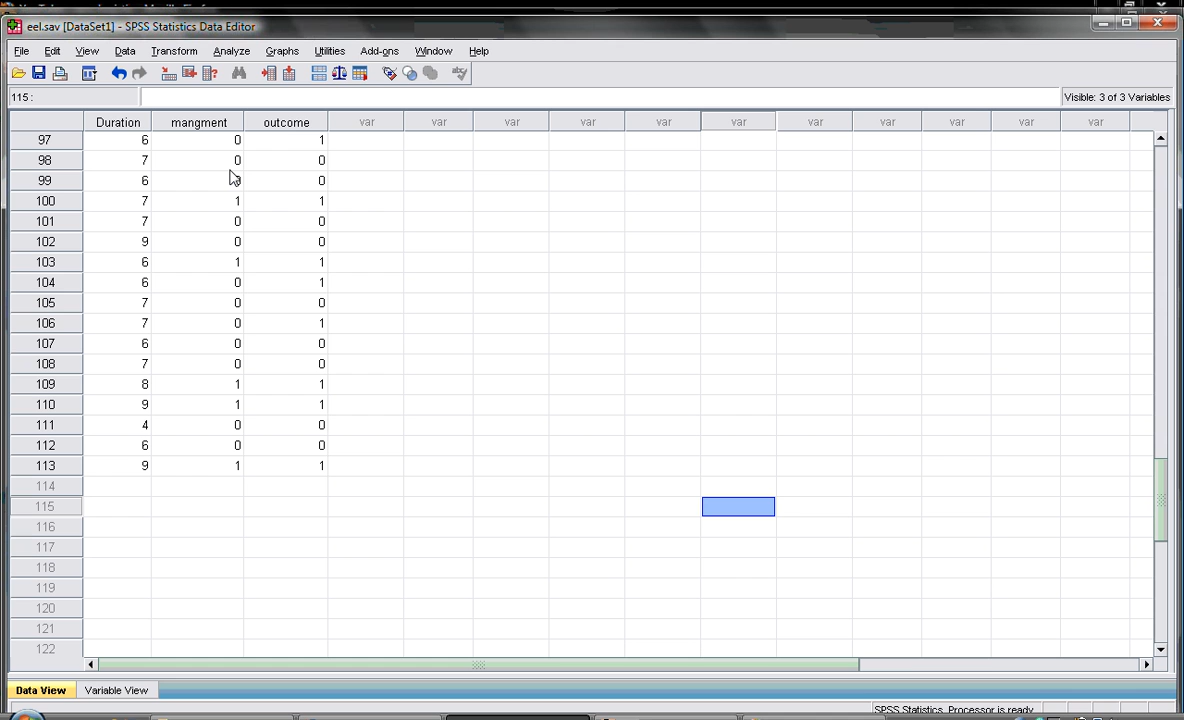 eel.sav [DataSet1] - SPSS Statistics Data Editor
File Edit View Data Transform Analyze Graphs Utilities Add-ons Window Help
115 : Visible: 3 of 3 Variables
Duration mangment outcome var var var var var var var var var var var
97 6 0 1
98 7 0 0
99 6 0
100 7 1 1
101 7 0 0
102 9 0 0
103 6 1 1
104 6 0 1
105 7 0 0
106 7 0 1
107 6 0 0
108 7 0 0
109 8 1 1
110 9 1 1
111 4 0 0
112 6 0 0
113 9 1 1
114
115
116
117
118
119
120
121
122
Data View Variable View
SPSS Statistics Processor is ready